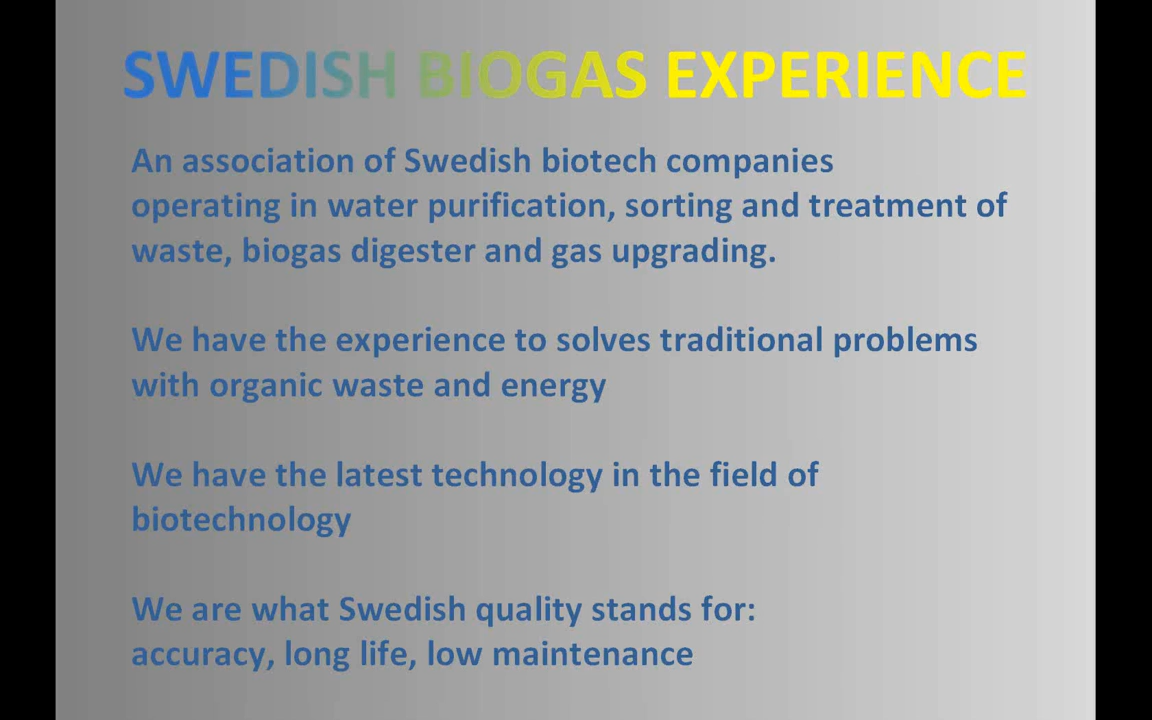 SWEDISH BIOGAS EXPERIENCE
An association of Swedish biotech companies
operating in water purification, sorting and treatment of
waste, biogas digester and gas upgrading.
We have the experience to solves traditional problems
with organic waste and energy
We have the latest technology in the field of
biotechnology
We are what Swedish quality stands for:
accuracy, long life, low maintenance